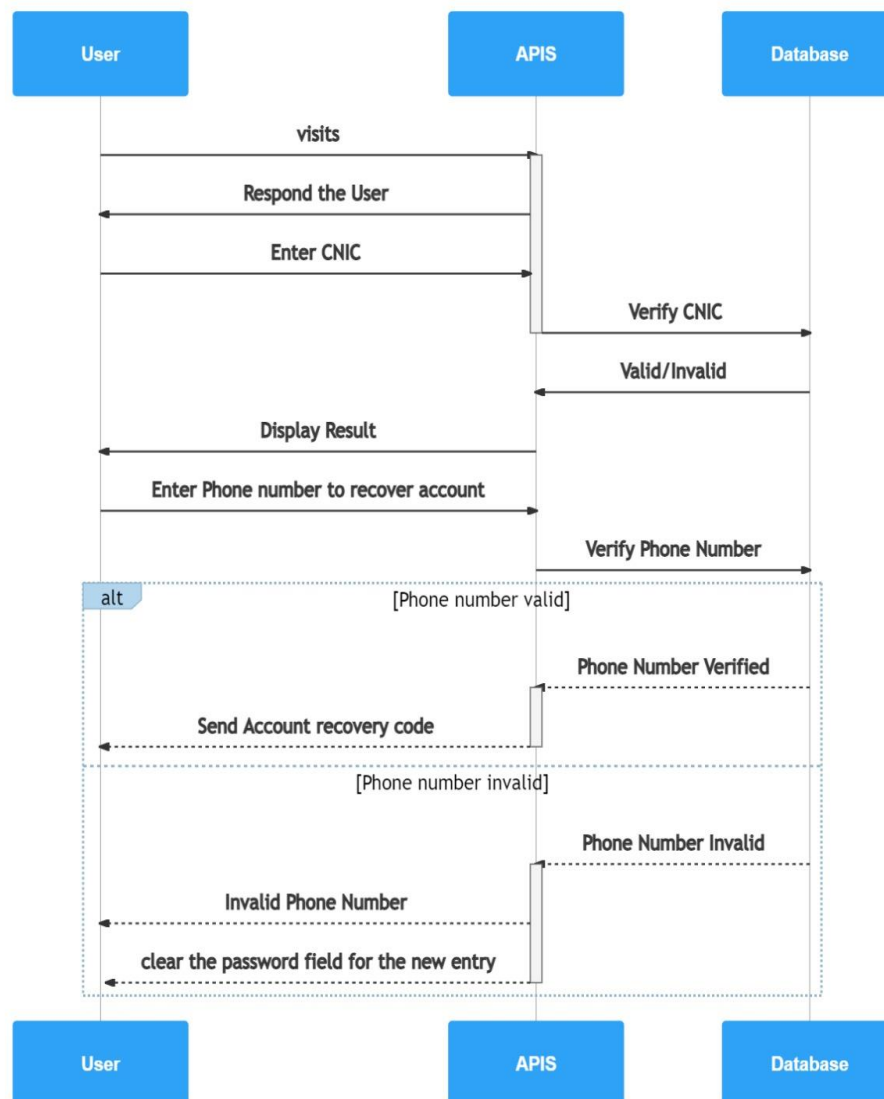 User APIS Database
visits
Respond the User
Enter CNIC
Verify CNIC
Valid/Invalid
Display Result
Enter Phone number to recover account
Verify Phone Number
alt [Phone number valid]
Phone Number Verified
Send Account recovery code
[Phone number invalid]
Phone Number Invalid
Invalid Phone Number
clear the password field for the new entry
User APIS Database